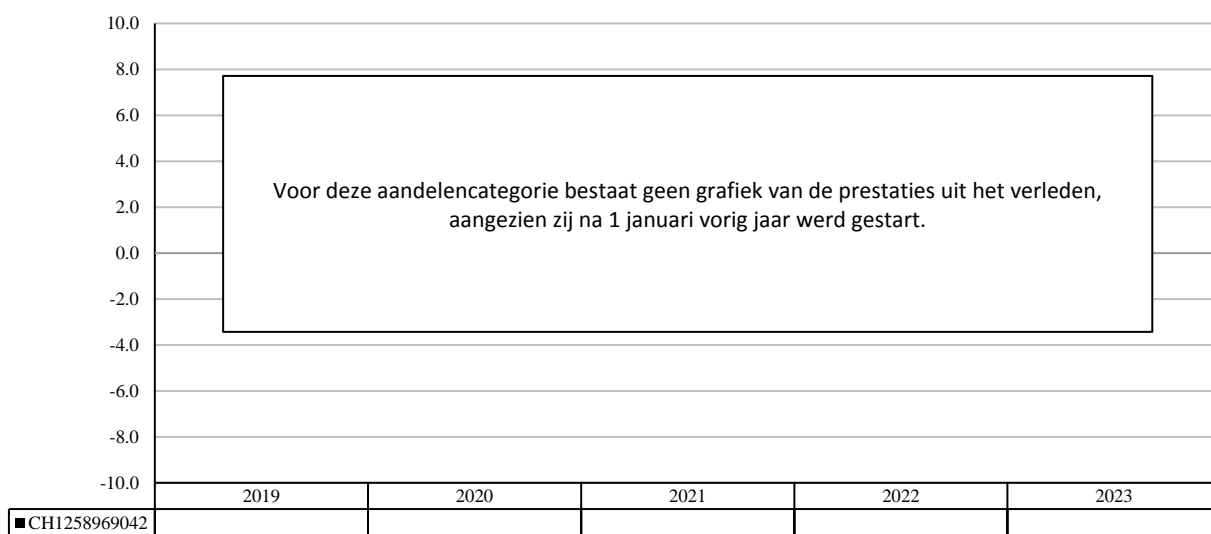 10.0
8.0
6.0
4.0
2.0
0.0
-2.0
-4.0
-6.0
-8.0
-10.0
Voor deze aandelencategorie bestaat geen grafiek van de prestaties uit het verleden,
aangezien zij na 1 januari vorig jaar werd gestart.
2019 2020 2021 2022 2023
CH1258969042